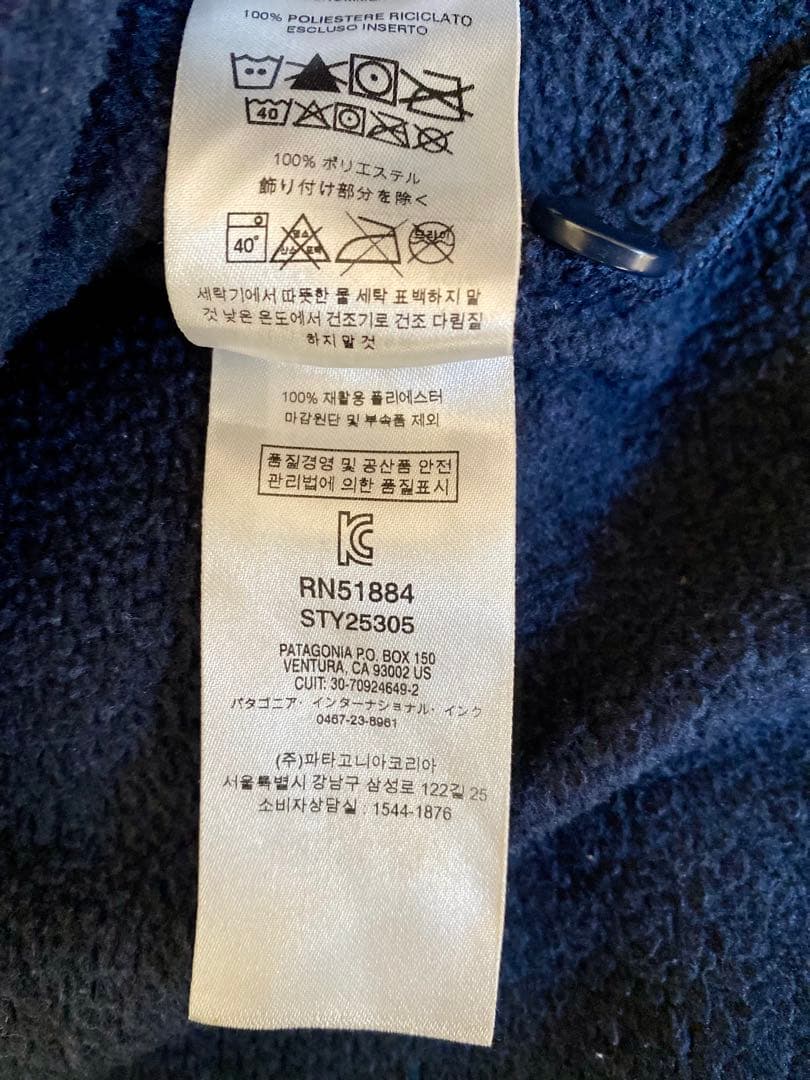 100% POLIESTERE RICICLATO
ESCLUSO INSERTO
40
100% ポリエステル
飾り付け部分を除く
40°
세탁기에서 따뜻한 물 세탁 표백하지 말
것 낮은 온도에서 건조기로 건조 다림질
하지 말 것
100% 재활용 폴리에스터
마감원단 및 부속품 제외
품질경영 및 공산품 안전
관리법에 의한 품질표시
KC
RN51884
STY25305
PATAGONIA P.O. BOX 150
VENTURA, CA 93002 US
CUIT: 30-70924649-2
パタゴニア・インターナショナル・インク
0467-23-8961
(주)파타고니아코리아
서울특별시 강남구 삼성로 122길 25
소비자상담실 : 1544-1876